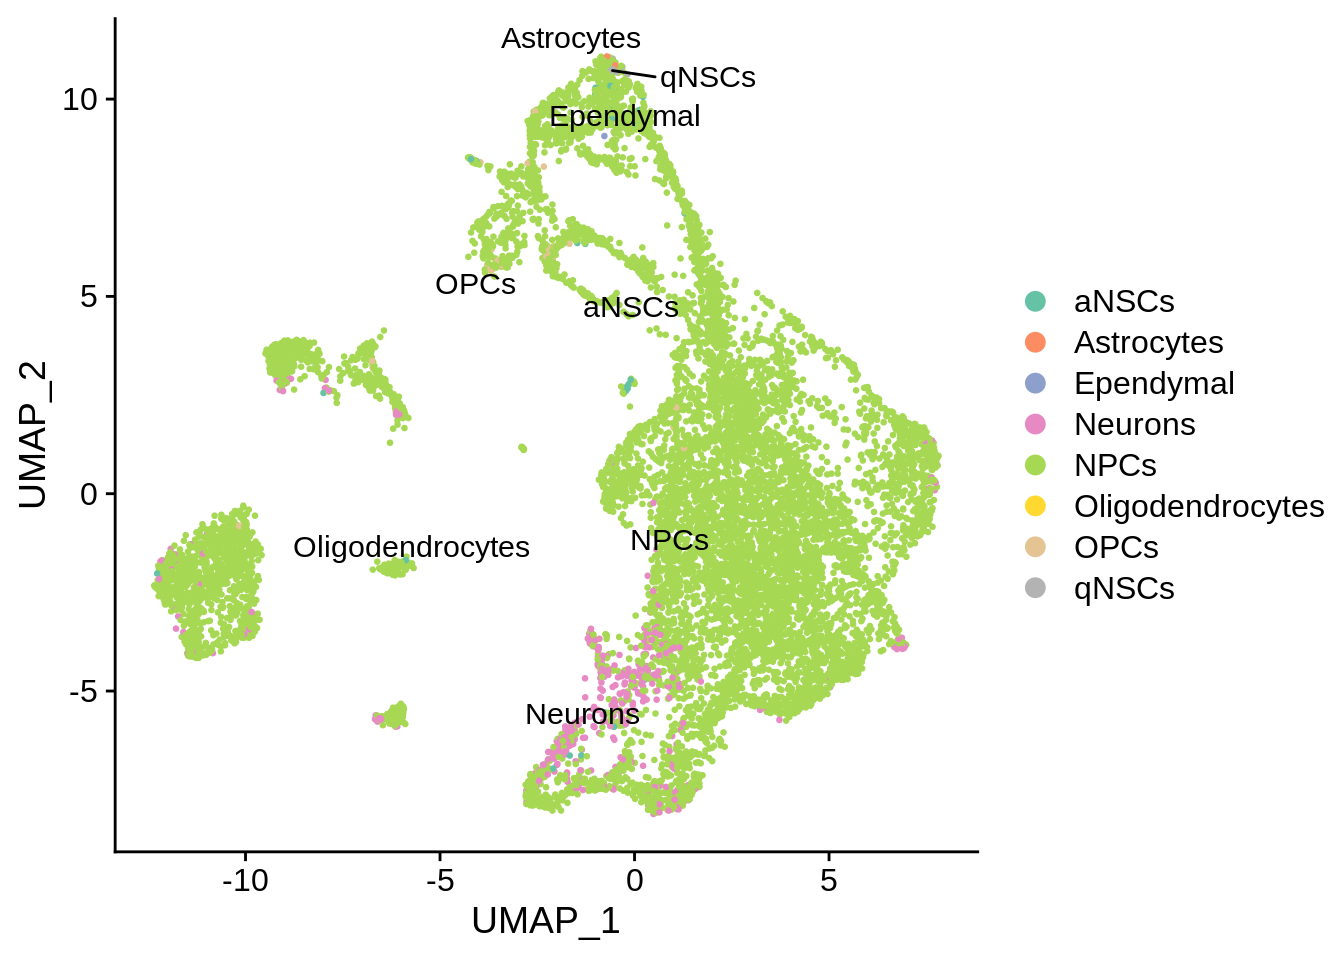 Astrocytes
qNSCs
Ependymal
OPCs
aNSCs
Oligodendrocytes
NPCs
Neurons
10
5
0
-5
UMAP_2
-10
-5
0
5
UMAP_1
aNSCs
Astrocytes
Ependymal
Neurons
NPCs
Oligodendrocytes
OPCs
qNSCs